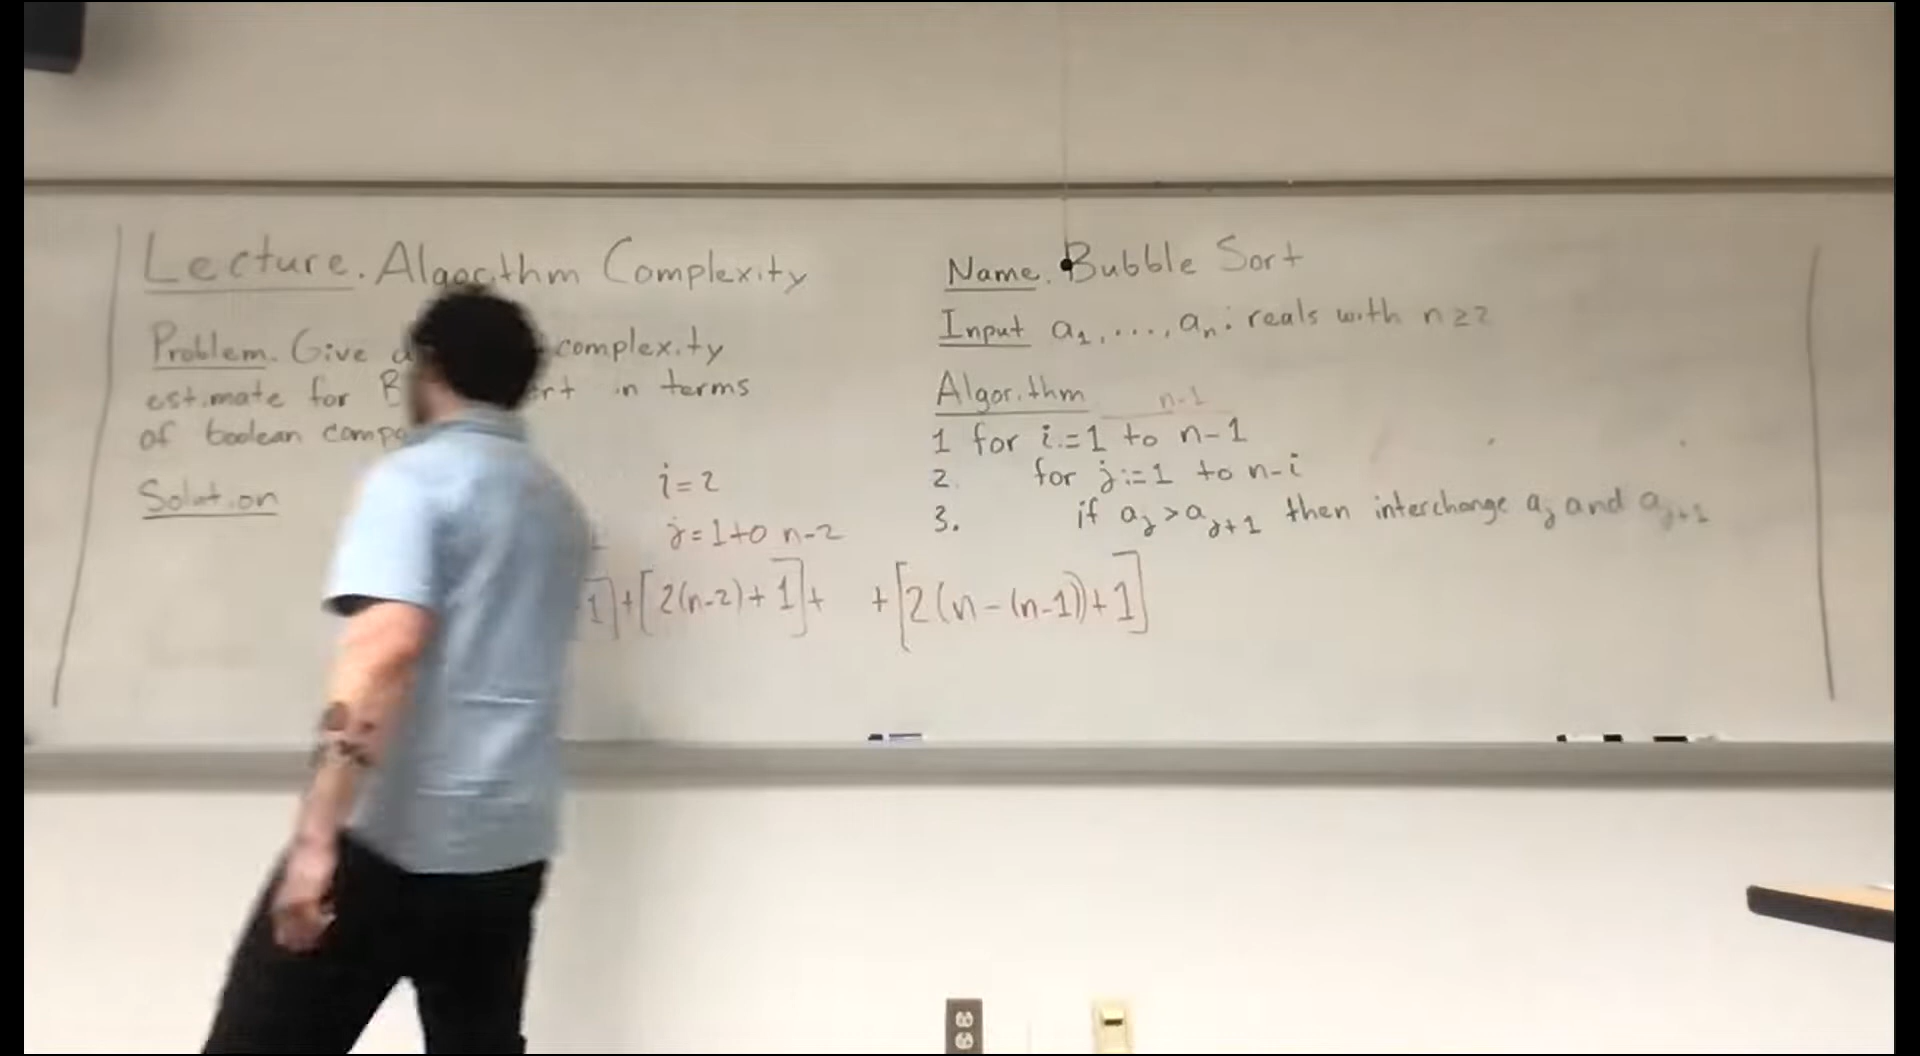 Lecture. Algorithm Complexity
Problem. Give complexity
estimate for in terms
of boolean
Solution
i=2
j=1 to n-2
1]+[2(n-2)+1]+ +[2(n-(n-1))+1]
Name. Bubble Sort
Input a1, ...., an: reals with n≥2
Algorithm
n-1
1 for i:=1 to n-1
2. for j:=1 to n-i
3. if aj>aj+1 then interchange aj and aj+1